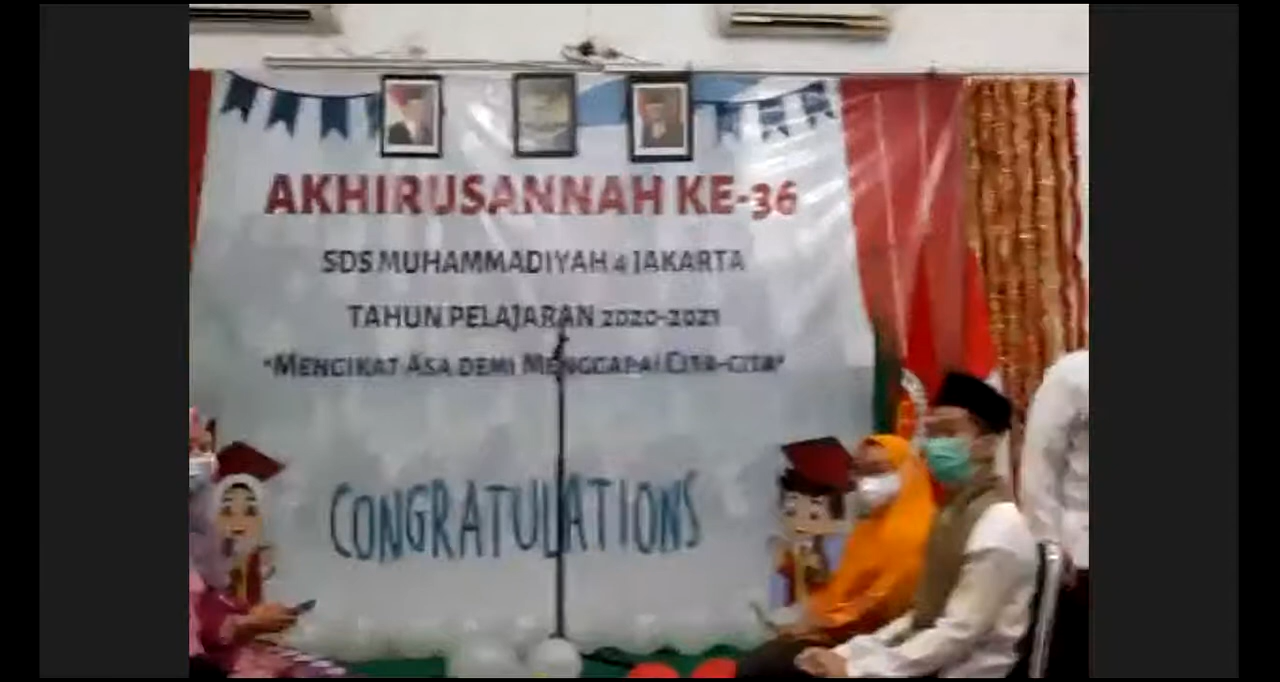 AKHIRUSANNAH KE-36
SDS MUHAMMADIYAH 4 JAKARTA
TAHUN PELAJARAN 2020-2021
"MENGIKAT ASA DEMI MENGGAPAI CITA-CITA"
CONGRATULATIONS